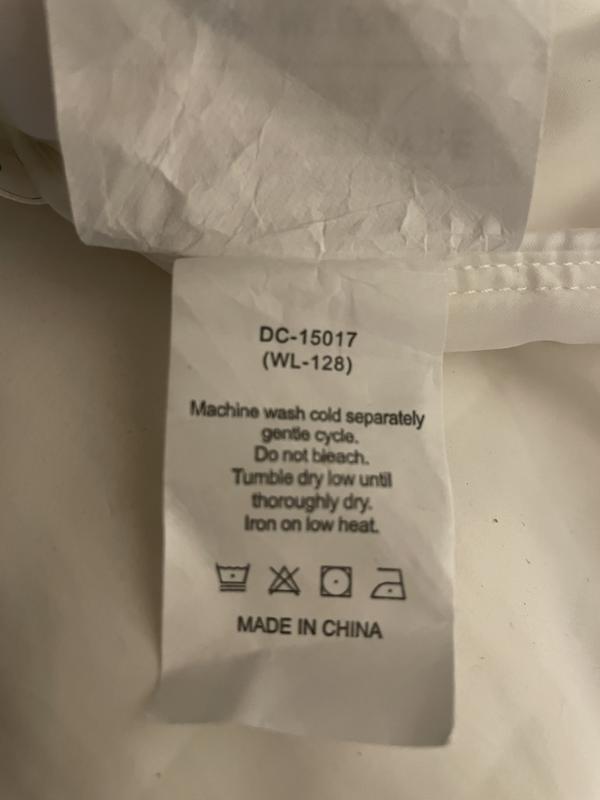 DC-15017
(WL-128)
Machine wash cold separately
gentle cycle.
Do not bleach.
Tumble dry low until
thoroughly dry.
Iron on low heat.
MADE IN CHINA